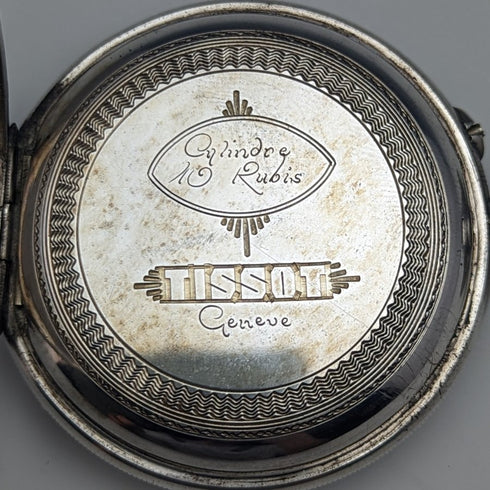 Cylindre
10 Rubis
TISSOT
Geneve